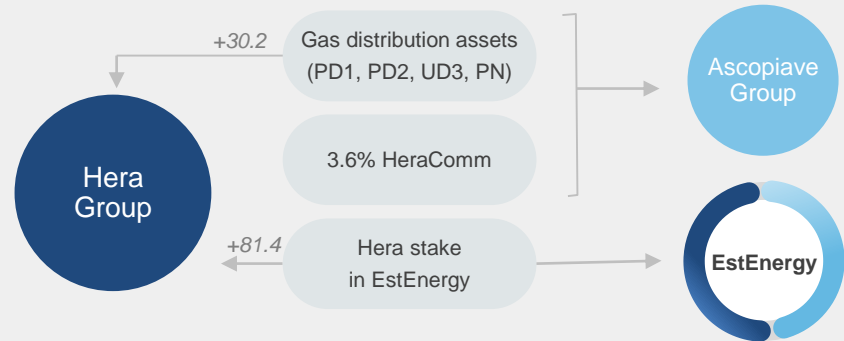 +30.2
Gas distribution assets
(PD1, PD2, UD3, PN)
Ascopiave
Group
3.6% HeraComm
Hera
Group
+81.4
Hera stake
in EstEnergy
EstEnergy